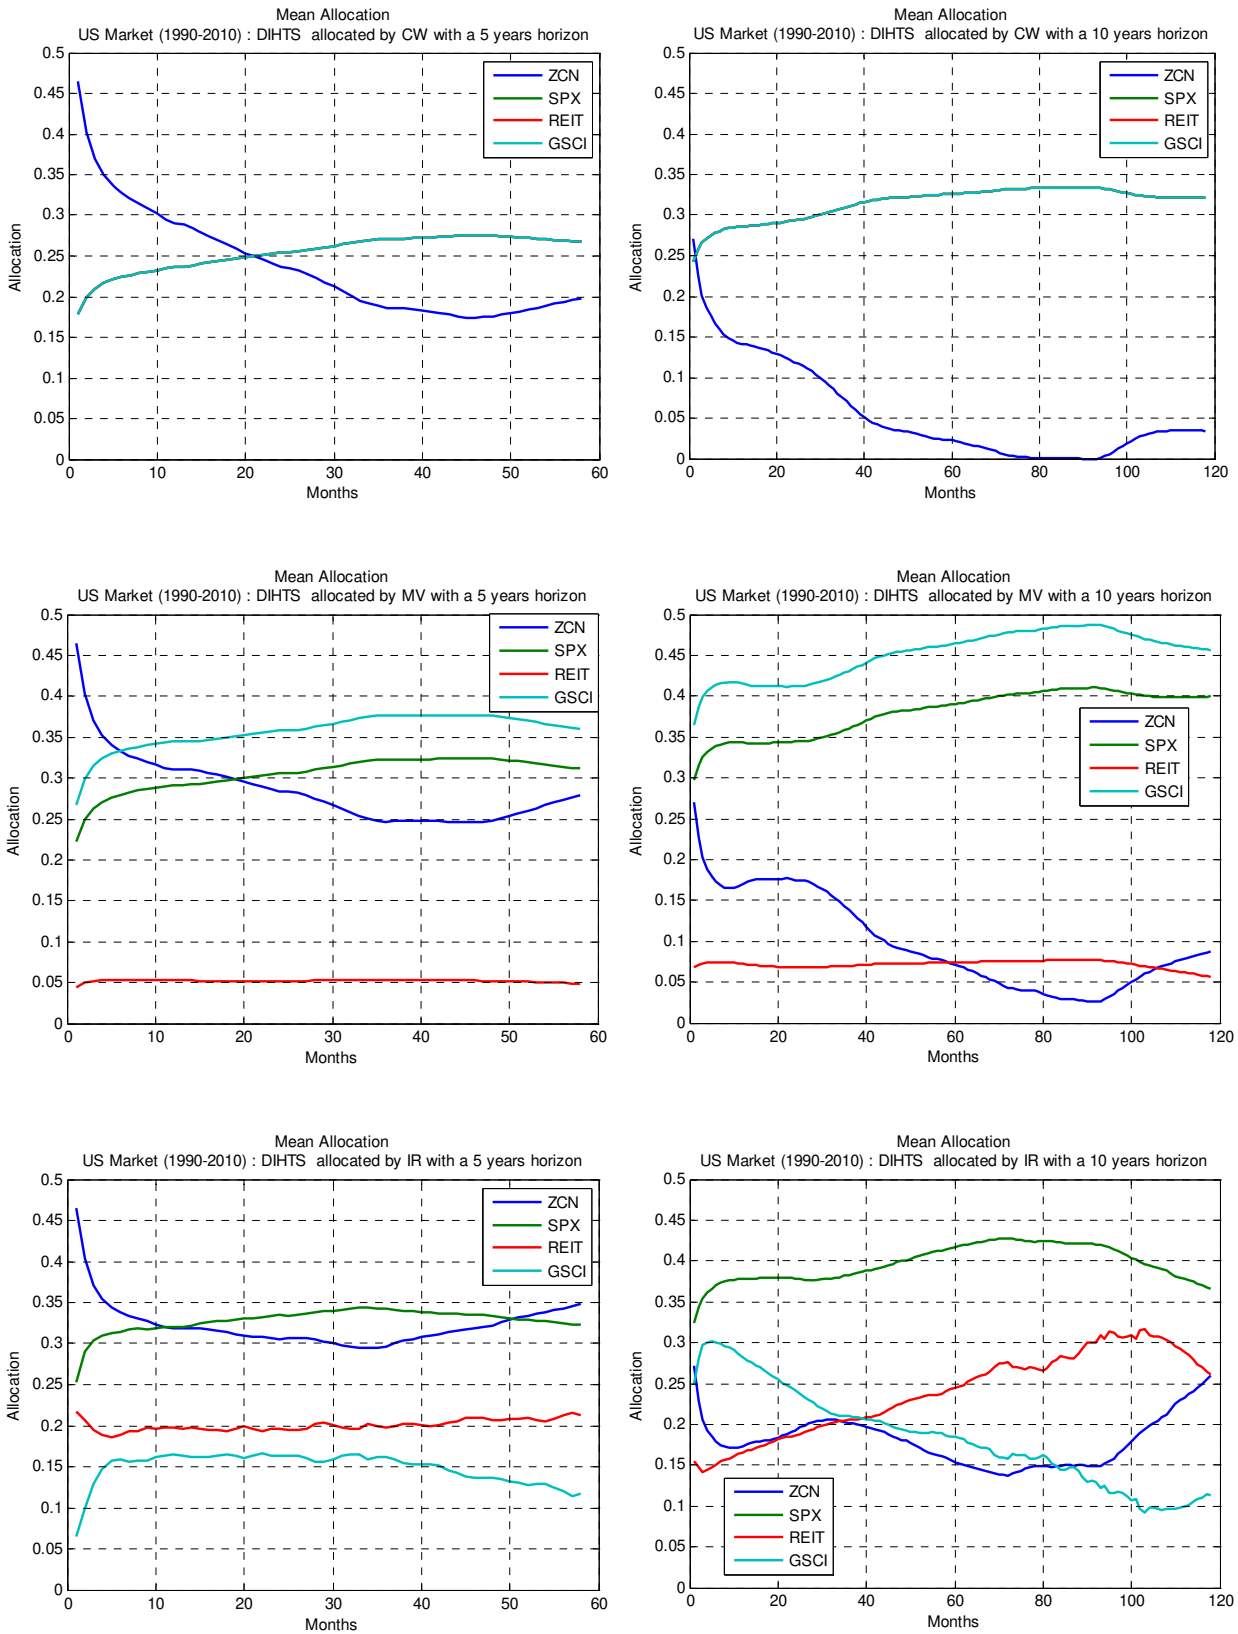 Mean Allocation
US Market (1990-2010) : DIHTS allocated by CW with a 5 years horizon
0.5
0.45
0.4
0.35
0.3
0.25
0.2
0.15
0.1
0.05
0
0 10 20 30 40 50 60
Months
Allocation
ZCN
SPX
REIT
GSCI
Mean Allocation
US Market (1990-2010) : DIHTS allocated by CW with a 10 years horizon
0.5
0.45
0.4
0.35
0.3
0.25
0.2
0.15
0.1
0.05
0
0 20 40 60 80 100 120
Months
Allocation
ZCN
SPX
REIT
GSCI
Mean Allocation
US Market (1990-2010) : DIHTS allocated by MV with a 5 years horizon
0.5
0.45
0.4
0.35
0.3
0.25
0.2
0.15
0.1
0.05
0
0 10 20 30 40 50 60
Months
Allocation
ZCN
SPX
REIT
GSCI
Mean Allocation
US Market (1990-2010) : DIHTS allocated by MV with a 10 years horizon
0.5
0.45
0.4
0.35
0.3
0.25
0.2
0.15
0.1
0.05
0
0 20 40 60 80 100 120
Months
Allocation
ZCN
SPX
REIT
GSCI
Mean Allocation
US Market (1990-2010) : DIHTS allocated by IR with a 5 years horizon
0.5
0.45
0.4
0.35
0.3
0.25
0.2
0.15
0.1
0.05
0
0 10 20 30 40 50 60
Months
Allocation
ZCN
SPX
REIT
GSCI
Mean Allocation
US Market (1990-2010) : DIHTS allocated by IR with a 10 years horizon
0.5
0.45
0.4
0.35
0.3
0.25
0.2
0.15
0.1
0.05
0
0 20 40 60 80 100 120
Months
Allocation
ZCN
SPX
REIT
GSCI